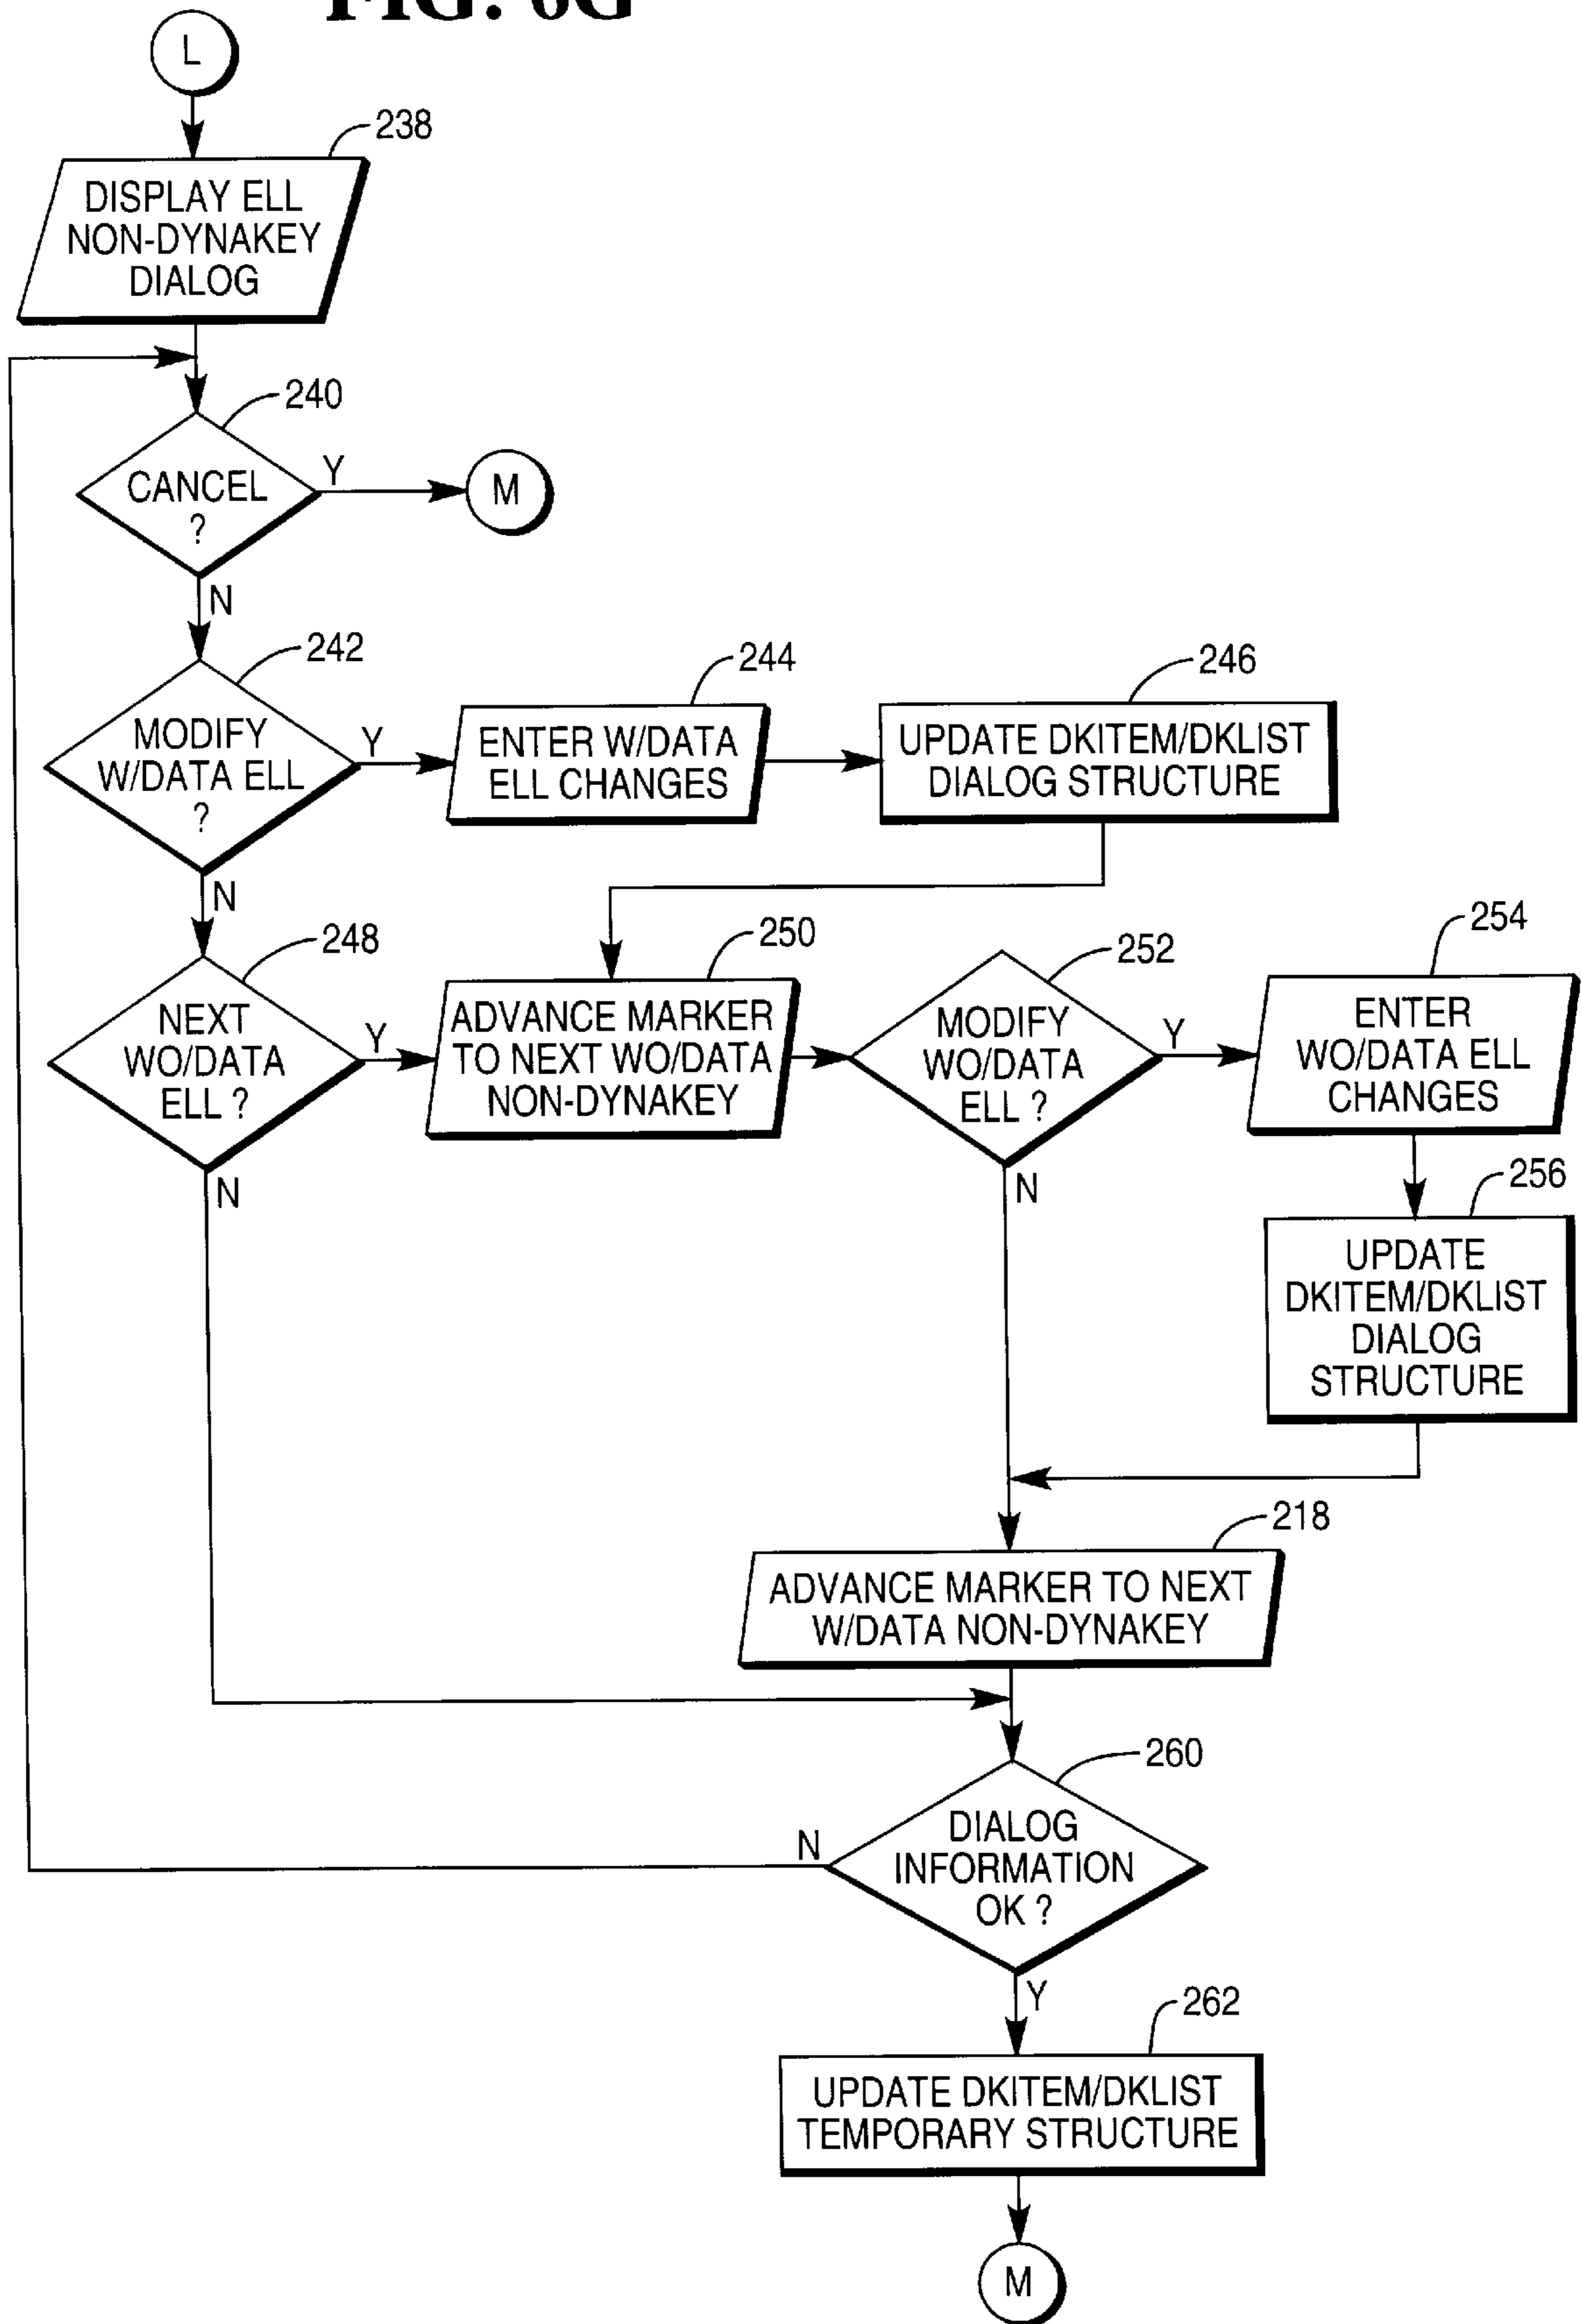 FIG. 6G
L
238
DISPLAY ELL
NON-DYNAKEY
DIALOG
240
CANCEL
?
Y
M
N
242
MODIFY
W/DATA ELL
?
Y
244
ENTER W/DATA
ELL CHANGES
246
UPDATE DKITEM/DKLIST
DIALOG STRUCTURE
N
248
NEXT
WO/DATA
ELL ?
Y
250
ADVANCE MARKER
TO NEXT WO/DATA
NON-DYNAKEY
252
MODIFY
WO/DATA
ELL ?
Y
254
ENTER
WO/DATA ELL
CHANGES
N
N
256
UPDATE
DKITEM/DKLIST
DIALOG
STRUCTURE
218
ADVANCE MARKER TO NEXT
W/DATA NON-DYNAKEY
260
DIALOG
INFORMATION
OK ?
N
Y
262
UPDATE DKITEM/DKLIST
TEMPORARY STRUCTURE
M